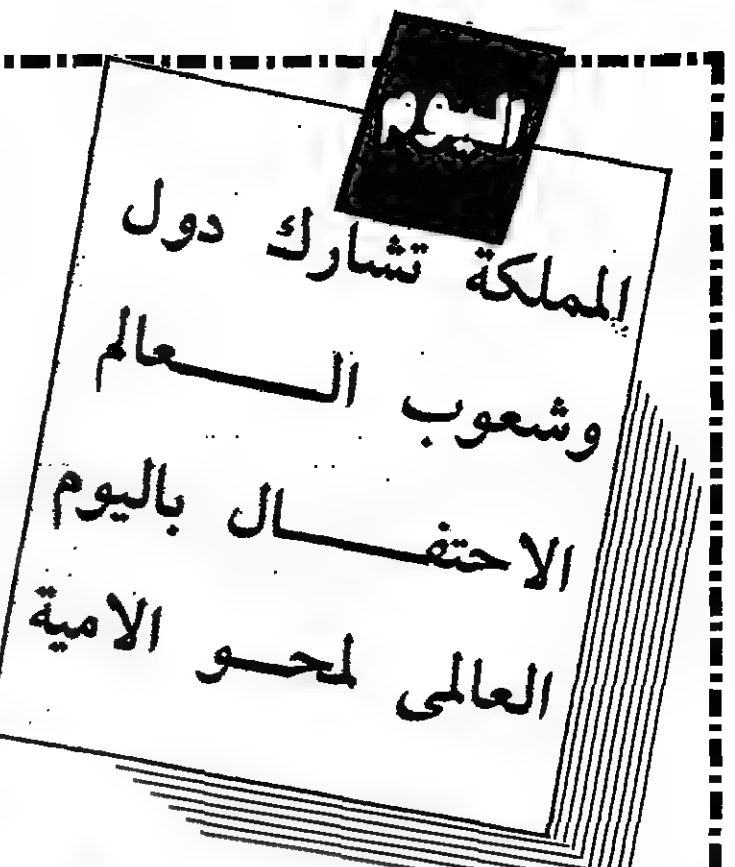 اليوم
المملكة تشارك دول
وشعوب العالم
الاحتفال باليوم
العالمى لمحو الامية